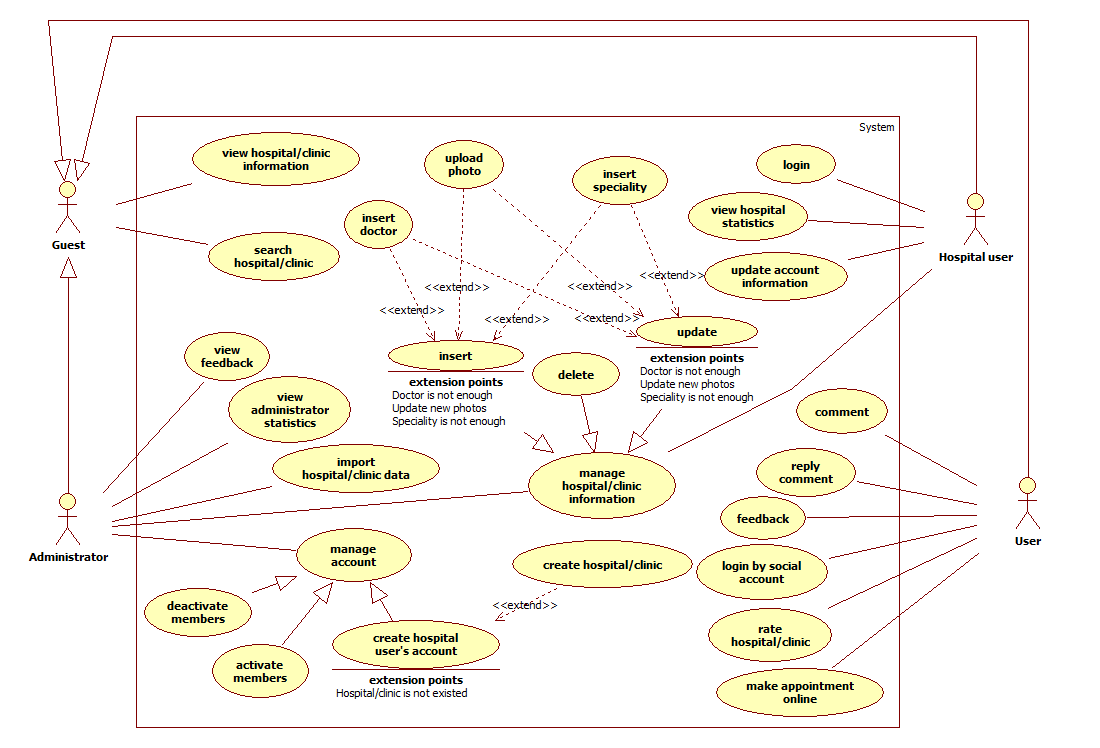 System
view hospital/clinic
information
upload
photo
insert
speciality
login
insert
doctor
view hospital
statistics
Guest
search
hospital/clinic
Hospital user
update account
information
<<extend>>
<<extend>>
<<extend>>
<<extend>>
<<extend>>
<<extend>>
update
extension points
Doctor is not enough
Update new photos
Speciality is not enough
insert
extension points
Doctor is not enough
Update new photos
Speciality is not enough
delete
view
feedback
view
administrator
statistics
import
hospital/clinic data
manage
hospital/clinic
information
comment
reply
comment
feedback
User
login by social
account
rate
hospital/clinic
make appointment
online
Administrator
manage
account
create hospital/clinic
<<extend>>
deactivate
members
activate
members
create hospital
user's account
extension points
Hospital/clinic is not existed